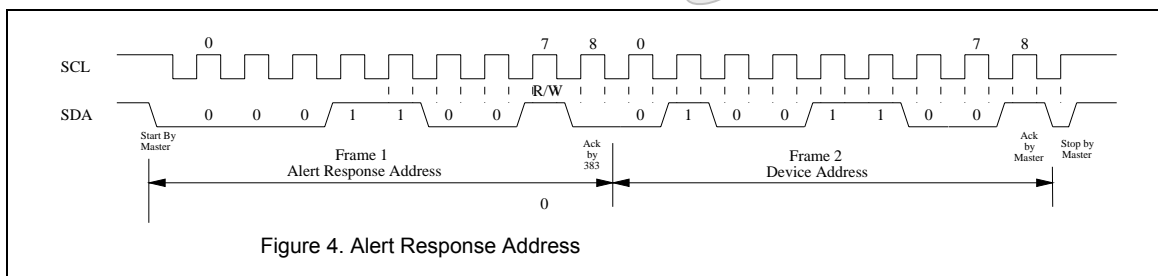 0 7 8 0 7 8
SCL
R/W
SDA 0 0 0 1 1 0 0 0 1 0 0 1 1 0 0
Start By
Master
Ack
by
383
Ack
by
Master
Stop by
Master
Frame 1
Alert Response Address
Frame 2
Device Address
0
Figure 4. Alert Response Address